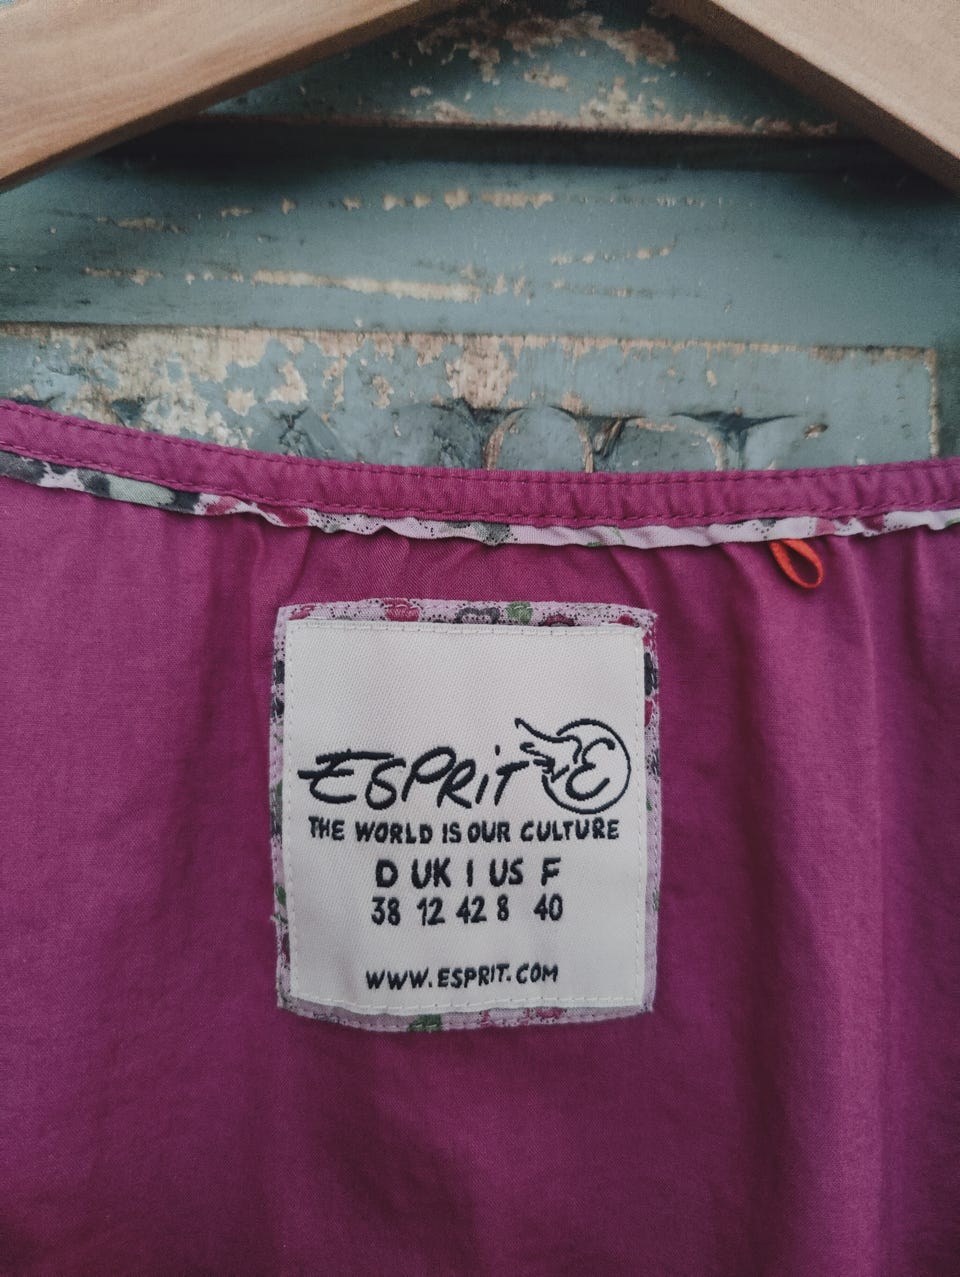 ESPRIT E
THE WORLD IS OUR CULTURE
D UK I US F
38 12 42 8 40
WWW.ESPRIT.COM